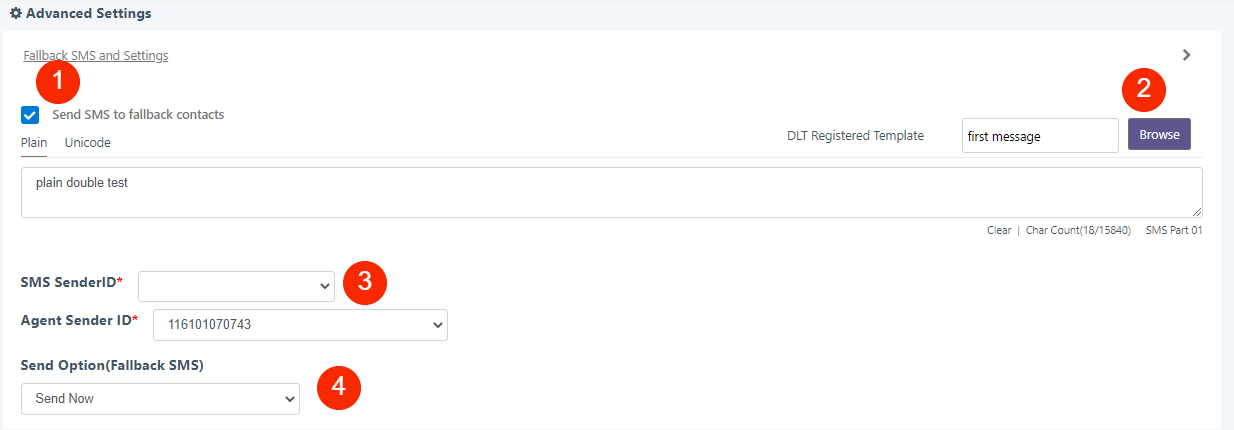 Advanced Settings
Fallback SMS and Settings
1
2
Send SMS to fallback contacts
Plain Unicode
DLT Registered Template first message Browse
plain double test
Clear | Char Count(18/15840) SMS Part 01
SMS SenderID* 3
Agent Sender ID* 116101070743
Send Option(Fallback SMS)
4
Send Now